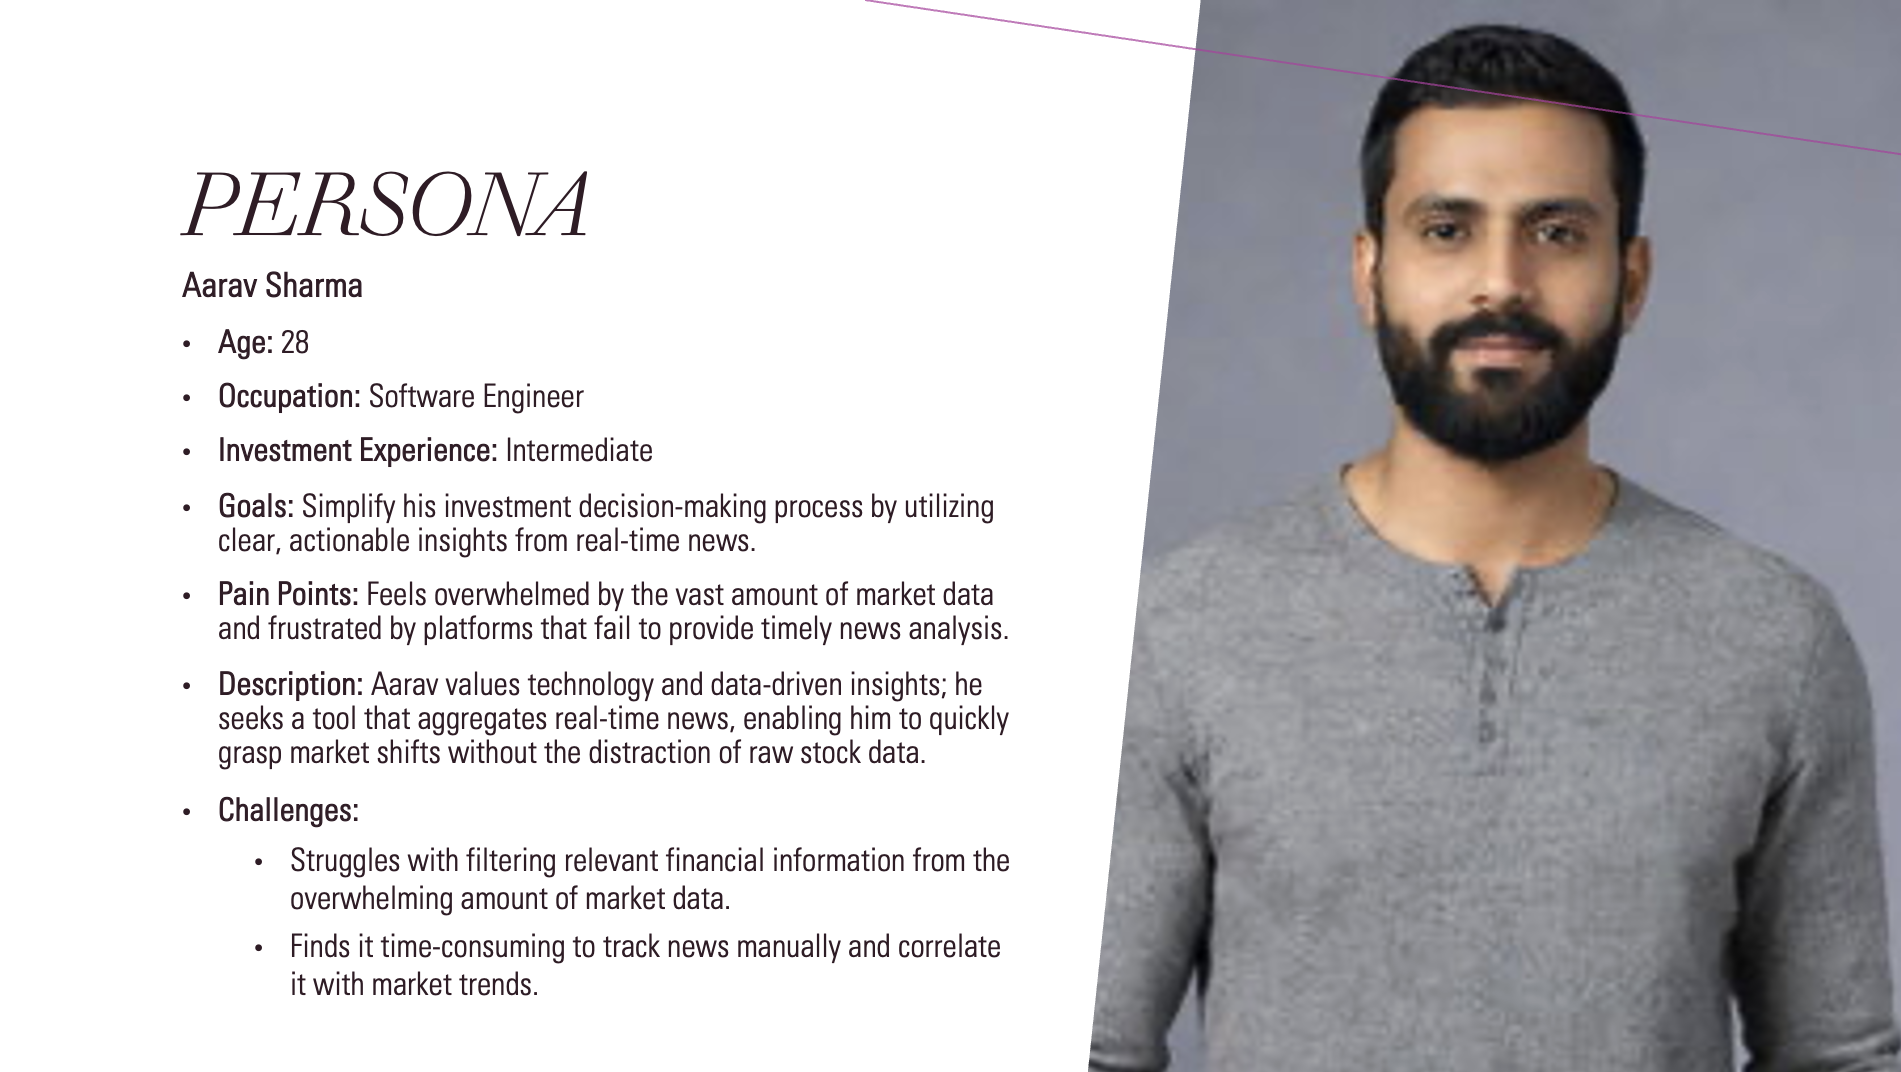 PERSONA
Aarav Sharma
• Age: 28
• Occupation: Software Engineer
• Investment Experience: Intermediate
• Goals: Simplify his investment decision-making process by utilizing
clear, actionable insights from real-time news.
• Pain Points: Feels overwhelmed by the vast amount of market data
and frustrated by platforms that fail to provide timely news analysis.
• Description: Aarav values technology and data-driven insights; he
seeks a tool that aggregates real-time news, enabling him to quickly
grasp market shifts without the distraction of raw stock data.
• Challenges:
• Struggles with filtering relevant financial information from the
overwhelming amount of market data.
• Finds it time-consuming to track news manually and correlate
it with market trends.